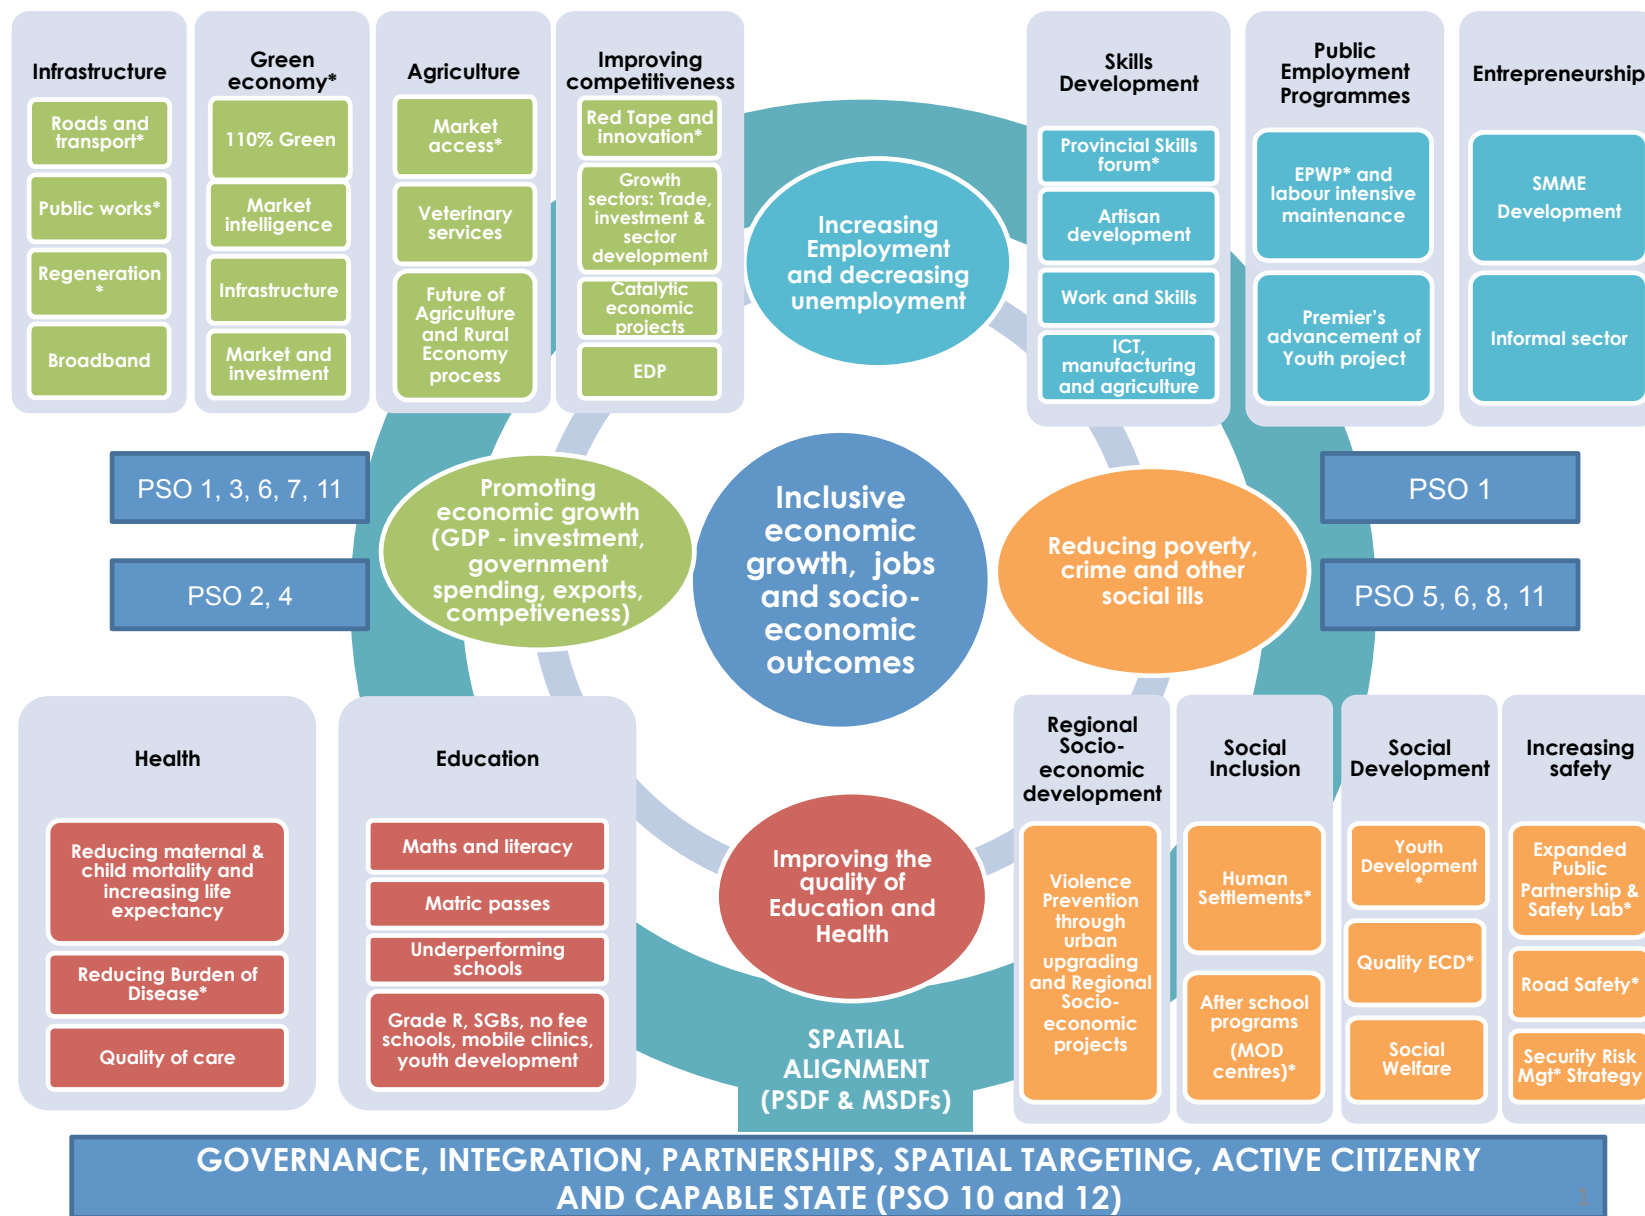 Infrastructure
Roads and
transport*
Public works*
Regeneration
*
Broadband
Green
economy*
110% Green
Market
intelligence
Infrastructure
Market and
investment
Agriculture
Market
access*
Veterinary
services
Future of
Agriculture
and Rural
Economy
process
Improving
competitiveness
Red Tape and
innovation*
Growth
sectors: Trade,
investment &
sector
development
Catalytic
economic
projects
EDP
Increasing
Employment
and decreasing
unemployment
Skills
Development
Provincial Skills
forum*
Artisan
development
Work and Skills
ICT,
manufacturing
and agriculture
Public
Employment
Programmes
EPWP* and
labour intensive
maintenance
Premier's
advancement of
Youth project
Entrepreneurship
SMME
Development
Informal sector
PSO 1, 3, 6, 7, 11
PSO 2, 4
Promoting
economic growth
(GDP - investment,
government
spending, exports,
competiveness)
Inclusive
economic
growth, jobs
and socio-
economic
outcomes
Reducing poverty,
crime and other
social ills
PSO 1
PSO 5, 6, 8, 11
Health
Reducing maternal &
child mortality and
increasing life
expectancy
Reducing Burden of
Disease*
Quality of care
Education
Maths and literacy
Matric passes
Underperforming
schools
Grade R, SGBs, no fee
schools, mobile clinics,
youth development
Improving the
quality of
Education and
Health
SPATIAL
ALIGNMENT
(PSDF & MSDFs)
Regional
Socio-
economic
development
Violence
Prevention
through
urban
upgrading
and Regional
Socio-
economic
projects
Social
Inclusion
Human
Settlements*
After school
programs
(MOD
centres)*
Social
Development
Youth
Development
*
Quality ECD*
Social
Welfare
Increasing
safety
Expanded
Public
Partnership &
Safety Lab*
Road Safety*
Security Risk
Mgt* Strategy
GOVERNANCE, INTEGRATION, PARTNERSHIPS, SPATIAL TARGETING, ACTIVE CITIZENRY
AND CAPABLE STATE (PSO 10 and 12)
1